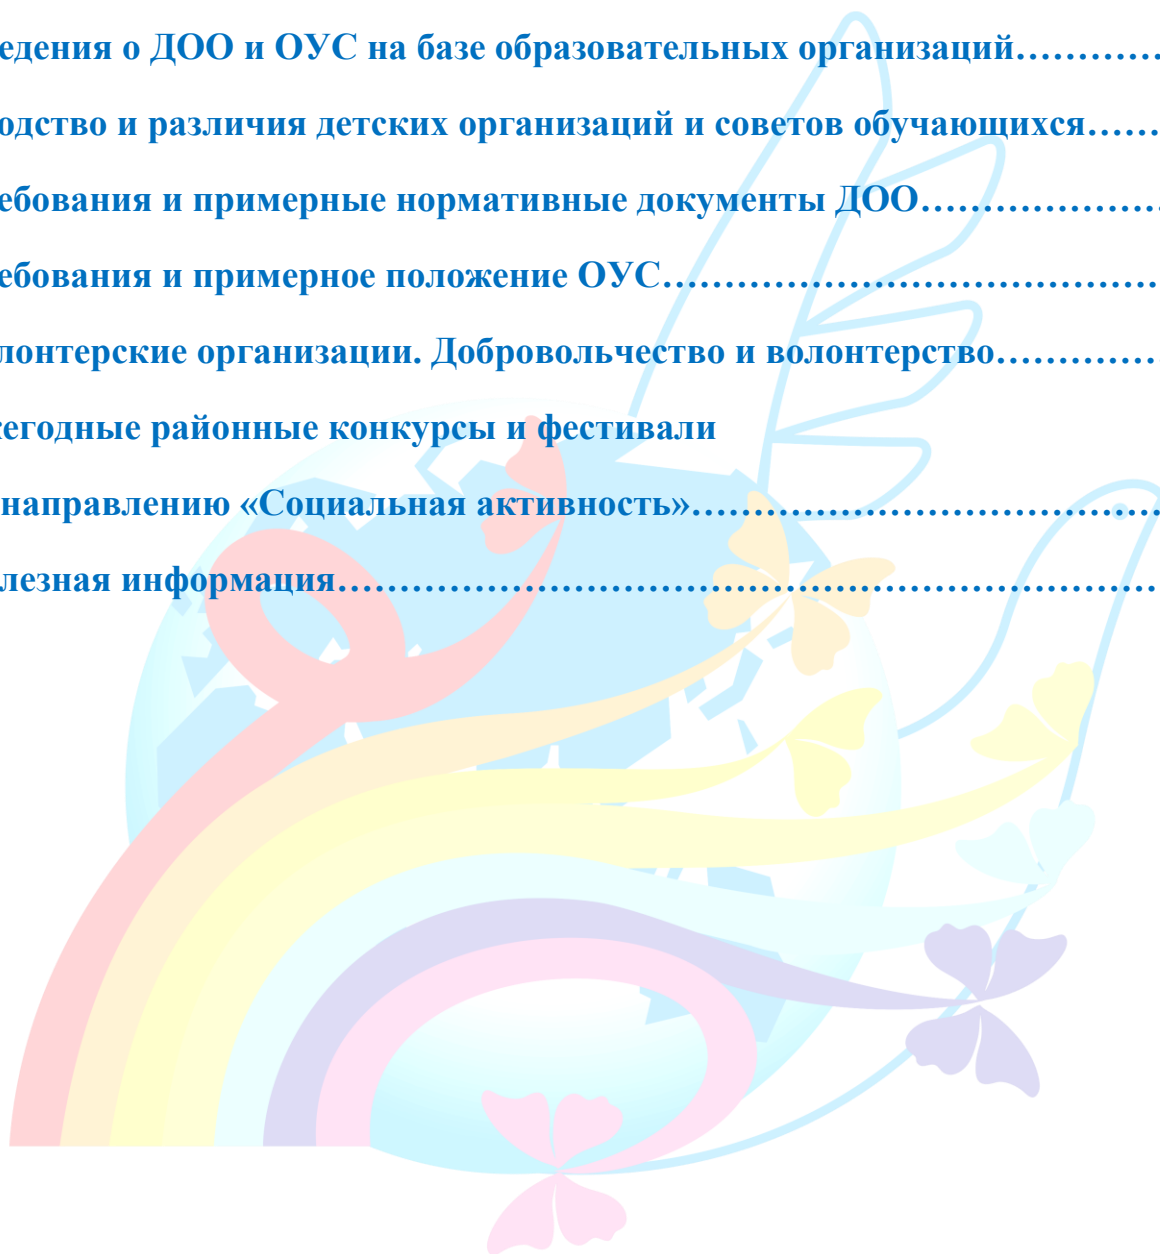 едения о ДОО и ОУС на базе образовательных организаций…………
одство и различия детских организаций и советов обучающихся……
ебования и примерные нормативные документы ДОО…………………
ебования и примерное положение ОУС……………………………………
лонтерские организации. Добровольчество и волонтерство……………
егодные районные конкурсы и фестивали
направлению «Социальная активность»…………………………………
лезная информация……………………………………………………………